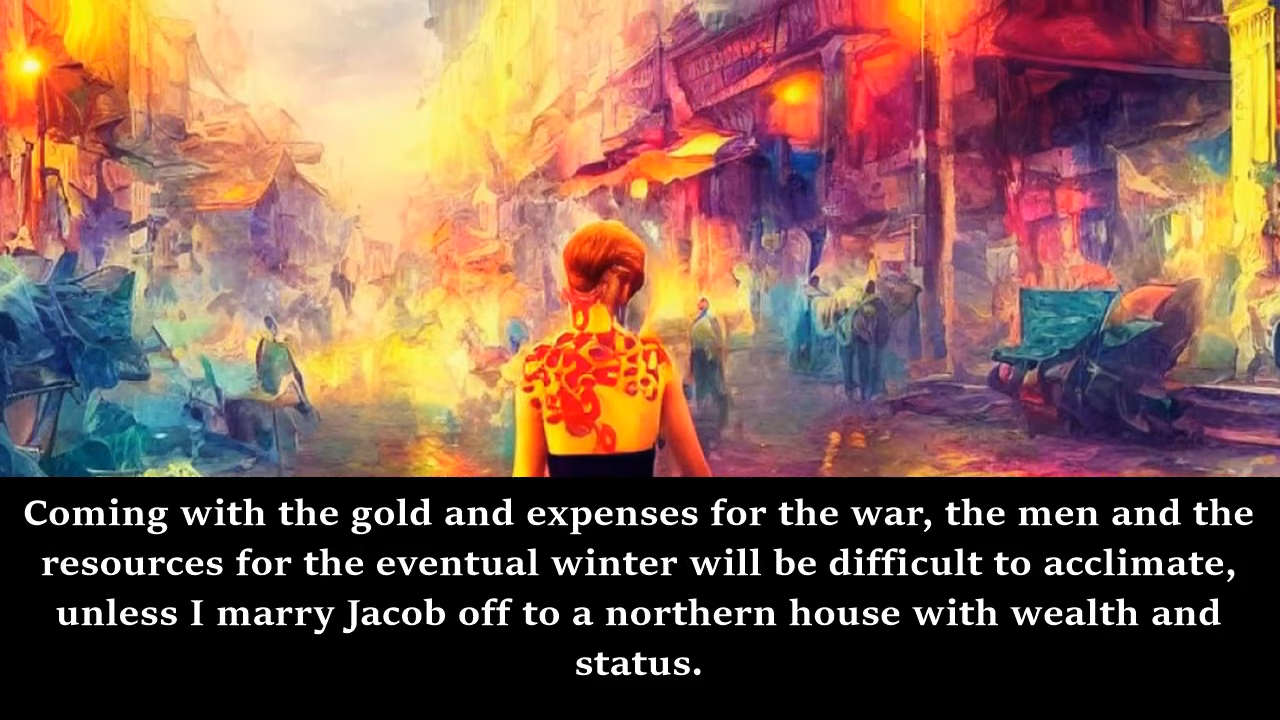 Coming with the gold and expenses for the war, the men and the
resources for the eventual winter will be difficult to acclimate,
unless I marry Jacob off to a northern house with wealth and
status.